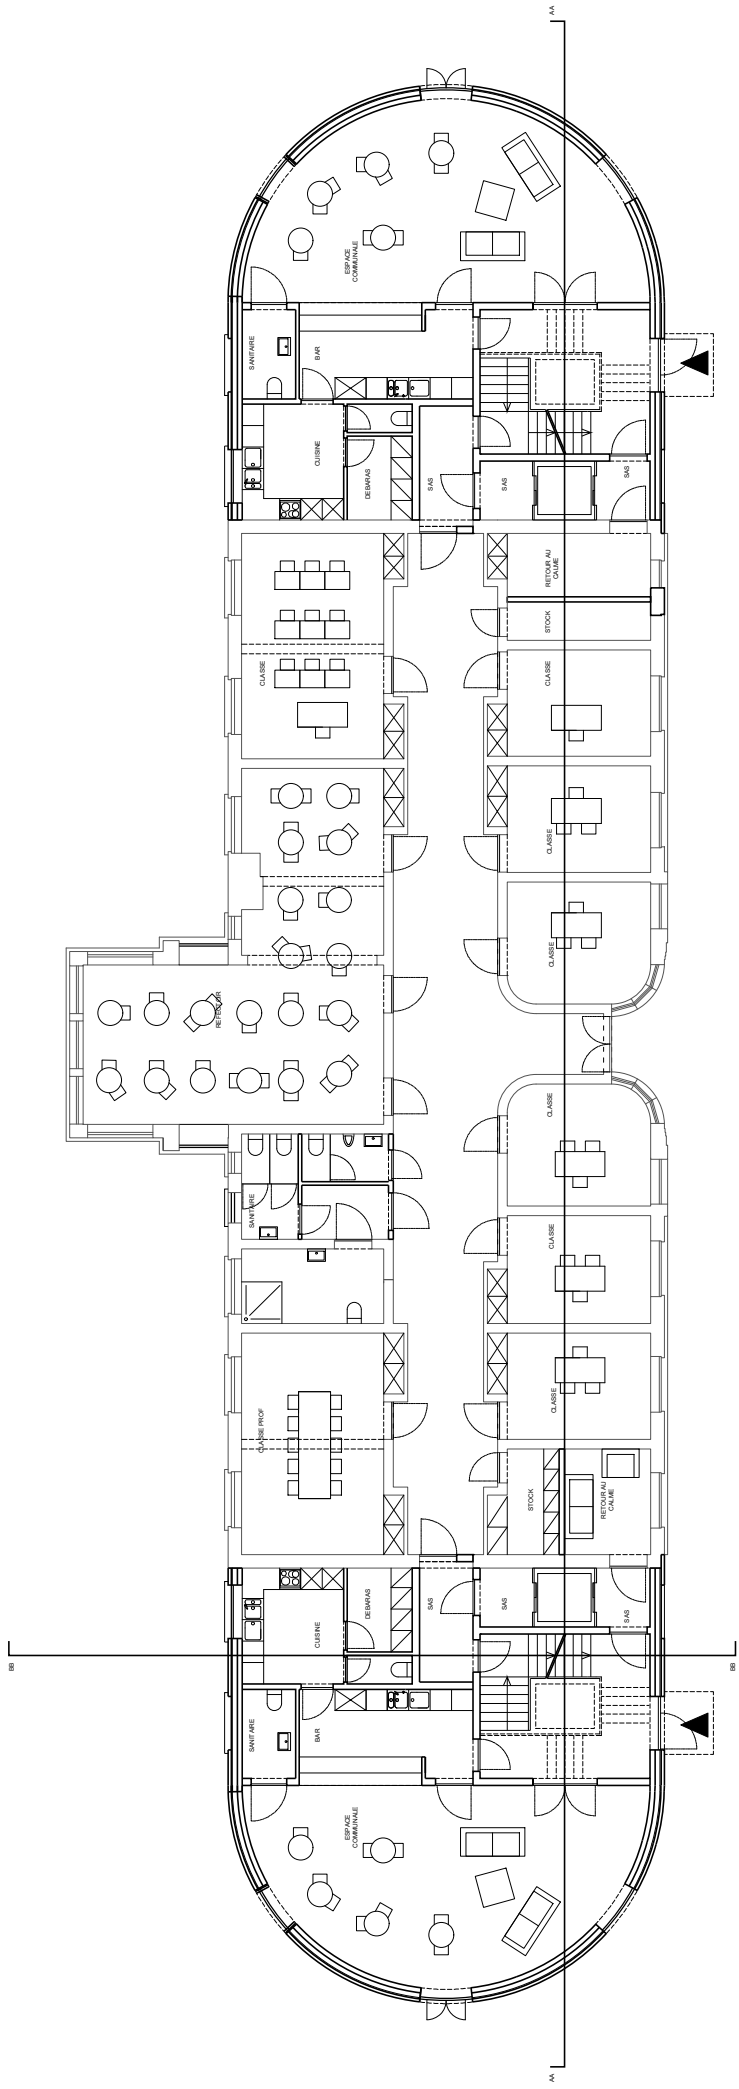 AA
ESPACE
COMMUNALE
SANITAIRE
BAR
CUISINE
DEBARAS
SAS
SAS
SAS
RETOUR AU
CALME
STOCK
CLASSE
CLASSE
CLASSE
CLASSE
REFECTOIR
CLASSE
SANITAIRE
CLASSE
CLASSE
CLASSE PROF
STOCK
RETOUR AU
CALME
DEBARAS
SAS
SAS
SAS
CUISINE
BB
BB
SANITAIRE
BAR
ESPACE
COMMUNALE
AA